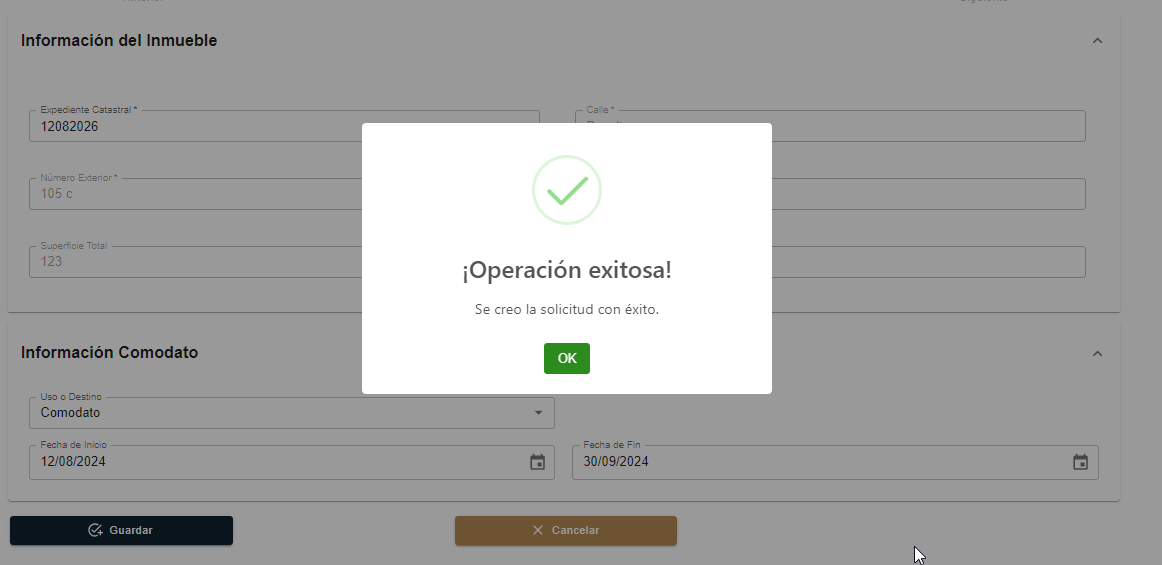 Información del Inmueble
Expediente Catastral *
12082026
Calle *
Número Exterior *
105 c
Superficie Total
123
¡Operación exitosa!
Se creo la solicitud con éxito.
OK
Información Comodato
Uso o Destino
Comodato
Fecha de Inicio
12/08/2024
Fecha de Fin
30/09/2024
Guardar
Cancelar